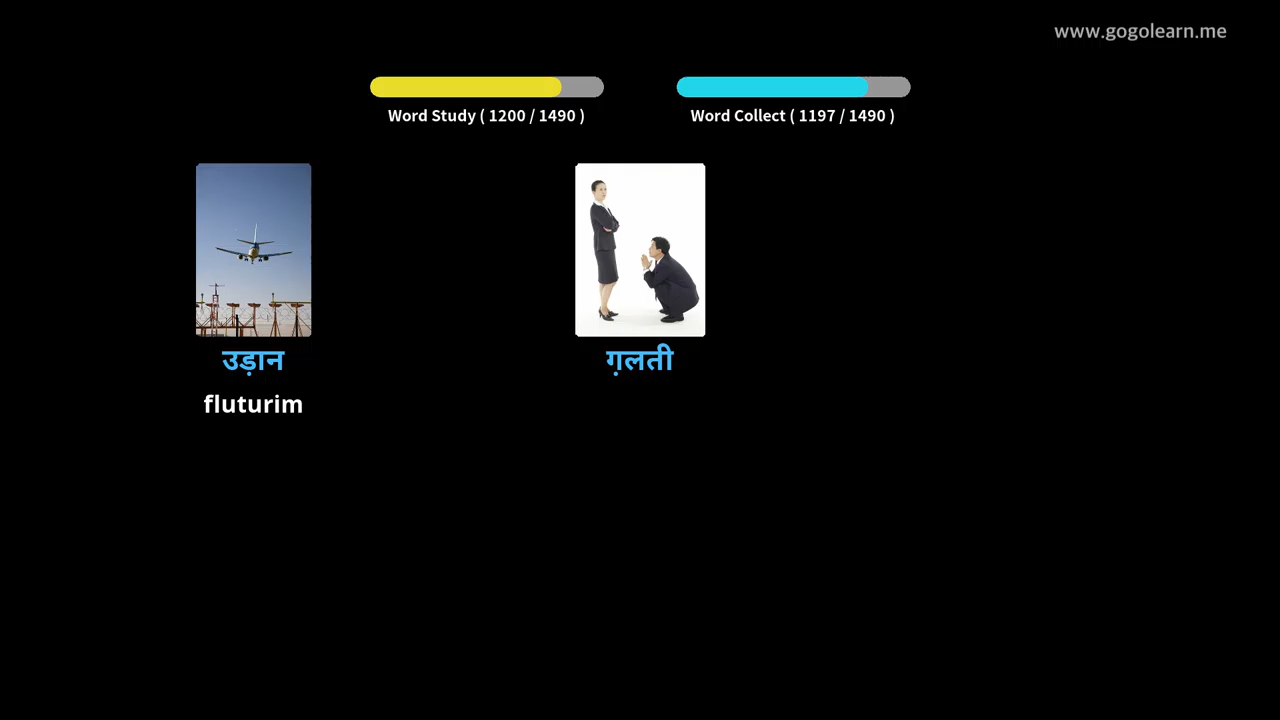 www.gogolearn.me
Word Study ( 1200 / 1490 )
Word Collect ( 1197 / 1490 )
उड़ान
ग़लती
fluturim